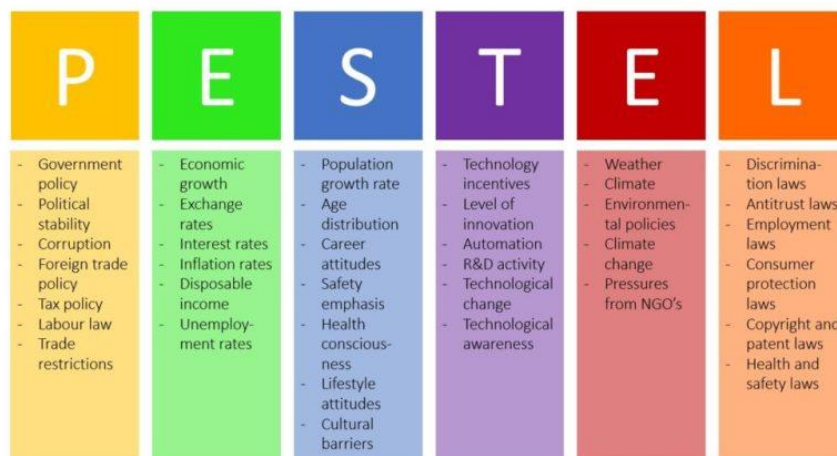 P
E
S
T
E
L
- Government
policy
- Political
stability
- Corruption
- Foreign trade
policy
- Tax policy
- Labour law
- Trade
restrictions
- Economic
growth
- Exchange
rates
- Interest rates
- Inflation rates
- Disposable
income
- Unemploy-
ment rates
- Population
growth rate
- Age
distribution
- Career
attitudes
- Safety
emphasis
- Health
conscious-
ness
- Lifestyle
attitudes
- Cultural
barriers
- Technology
incentives
- Level of
innovation
- Automation
- R&D activity
- Technological
change
- Technological
awareness
- Weather
- Climate
- Environmen-
tal policies
- Climate
change
- Pressures
from NGO's
- Discrimina-
tion laws
- Antitrust laws
- Employment
laws
- Consumer
protection
laws
- Copyright and
patent laws
- Health and
safety laws